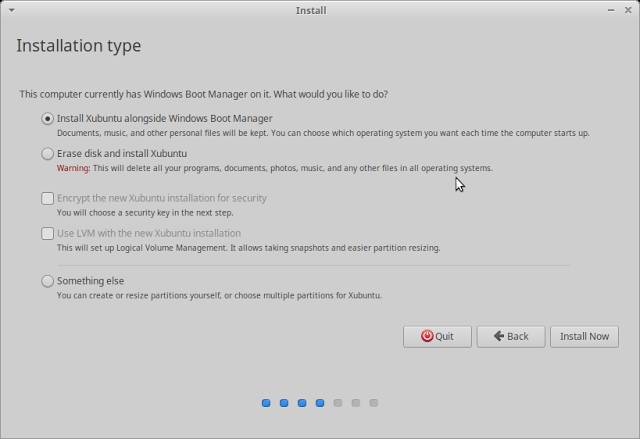 Install
Installation type
This computer currently has Windows Boot Manager on it. What would you like to do?
Install Xubuntu alongside Windows Boot Manager
Documents, music, and other personal files will be kept. You can choose which operating system you want each time the computer starts up.
Erase disk and install Xubuntu
Warning: This will delete all your programs, documents, photos, music, and any other files in all operating systems.
Encrypt the new Xubuntu installation for security
You will choose a security key in the next step.
Use LVM with the new Xubuntu installation
This will set up Logical Volume Management. It allows taking snapshots and easier partition resizing.
Something else
You can create or resize partitions yourself, or choose multiple partitions for Xubuntu.
Quit Back Install Now